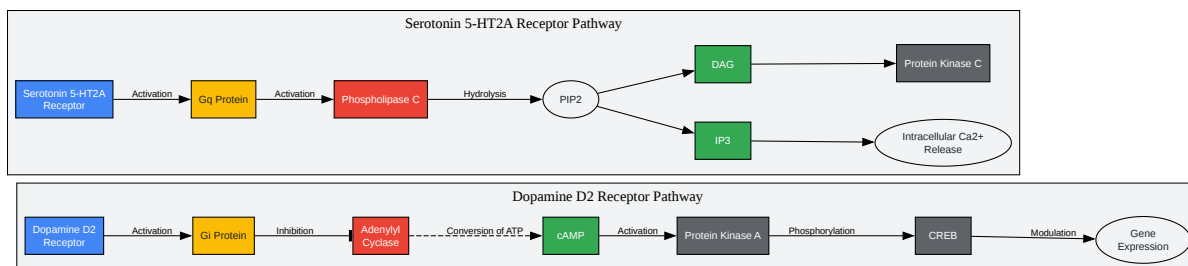 Serotonin 5-HT2A Receptor Pathway
Serotonin 5-HT2A
Receptor
Activation
Gq Protein
Activation
Phospholipase C
Hydrolysis
PIP2
DAG
Protein Kinase C
IP3
Intracellular Ca2+
Release
Dopamine D2 Receptor Pathway
Dopamine D2
Receptor
Activation
Gi Protein
Inhibition
Adenylyl
Cyclase
Conversion of ATP
cAMP
Activation
Protein Kinase A
Phosphorylation
CREB
Modulation
Gene
Expression